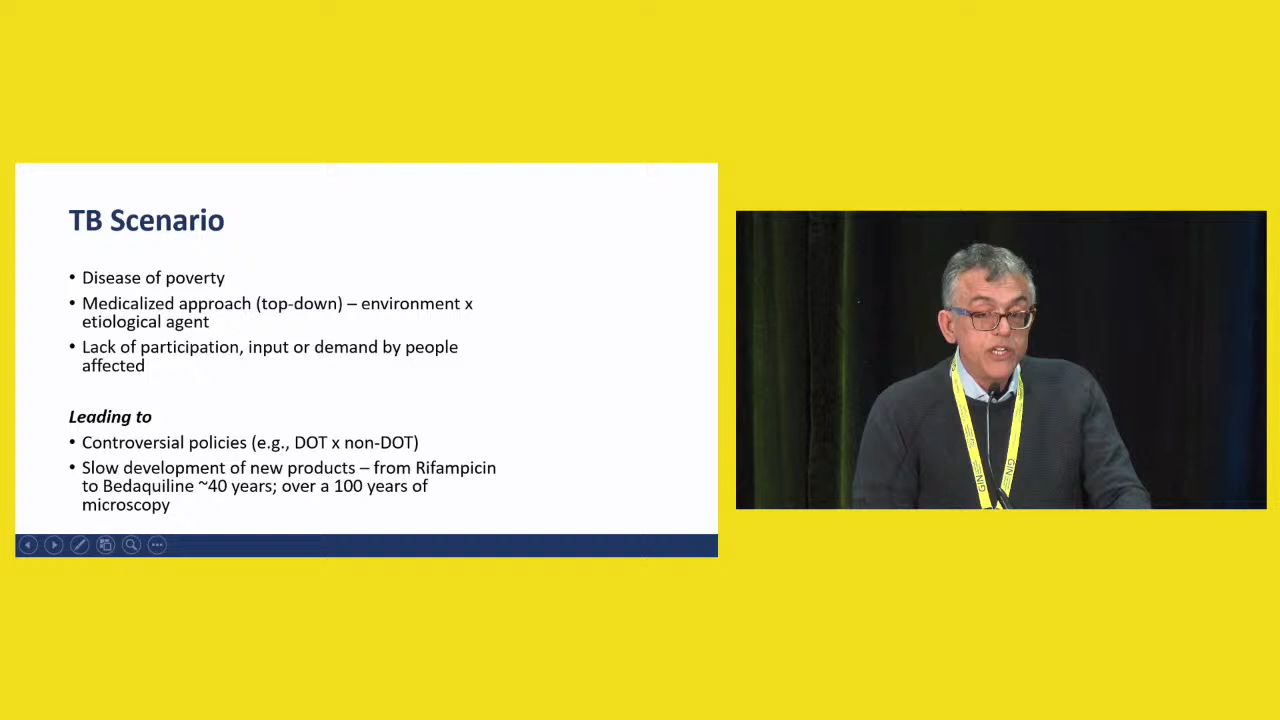 TB Scenario
• Disease of poverty
• Medicalized approach (top-down) – environment x
etiological agent
• Lack of participation, input or demand by people
affected
Leading to
• Controversial policies (e.g., DOT x non-DOT)
• Slow development of new products – from Rifampicin
to Bedaquiline ~40 years; over a 100 years of
microscopy
GIN
GIN